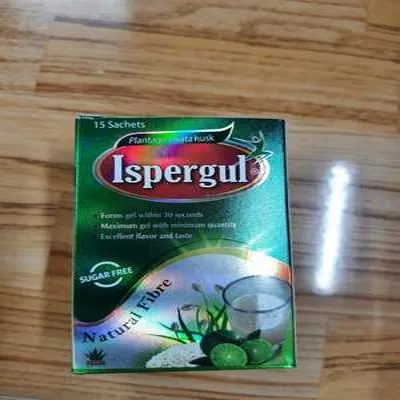 15 Sachets
Plantago ovata husk
Ispergul
• Forms gel within 30 seconds
• Maximum gel with minimum quantity
• Excellent flavor and taste
SUGAR FREE
Natural Fibre